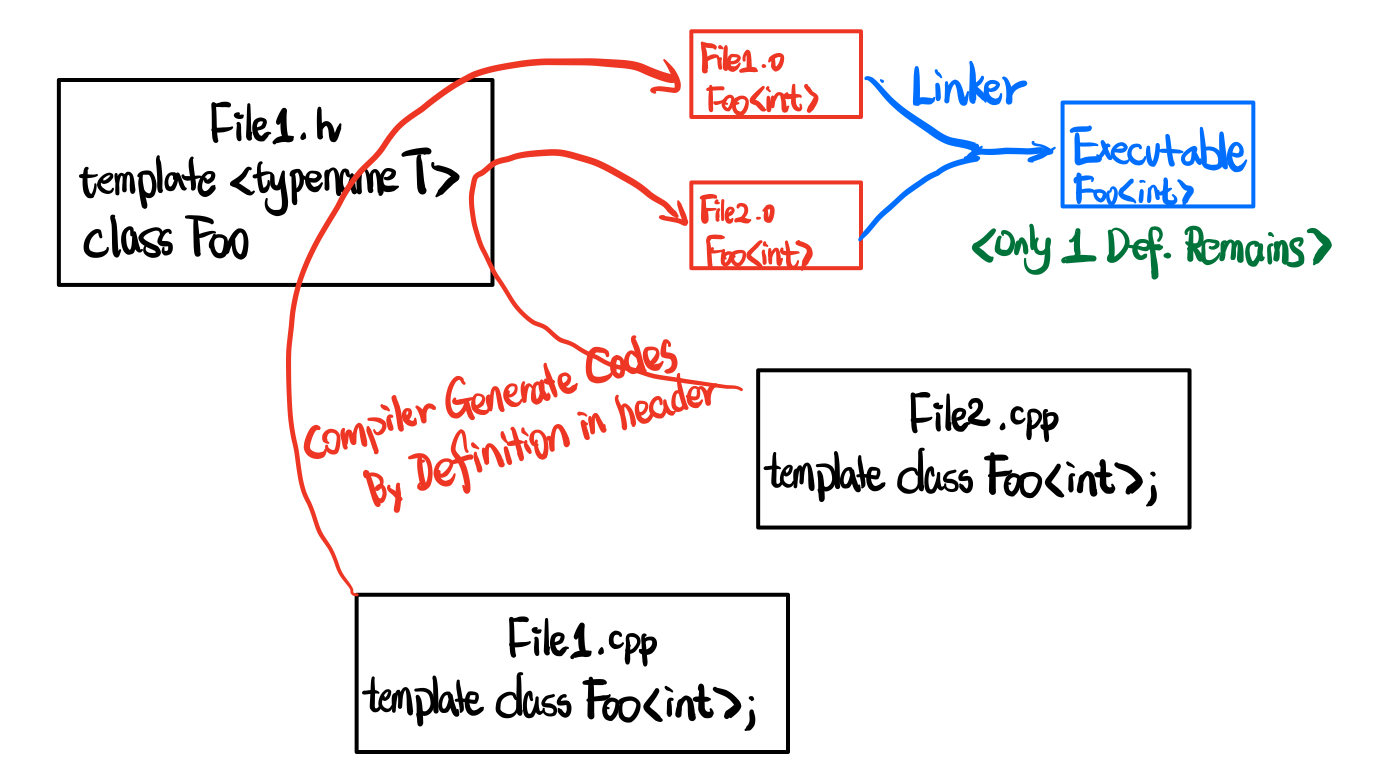 File1.h
template <typename T>
class Foo
File1.o
Foo<int>
File2.o
Foo<int>
Linker
Executable
Foo<int>
<Only 1 Def. Remains>
Compiler Generate Codes
By Definition in header
File2.cpp
template class Foo<int>;
File1.cpp
template class Foo<int>;